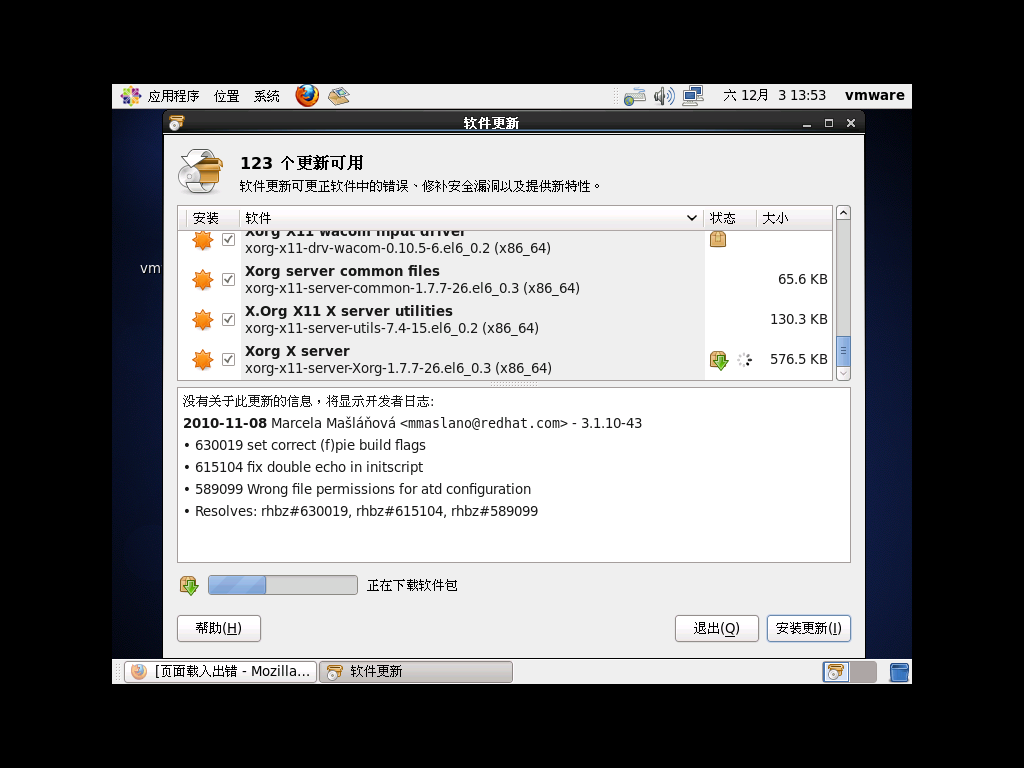 应用程序 位置 系统 六 12月 3 13:53 vmware
软件更新
123 个更新可用
软件更新可更正软件中的错误、修补安全漏洞以及提供新特性。
安装 软件 状态 大小
Xorg X11 wacom input driver
xorg-x11-drv-wacom-0.10.5-6.el6_0.2 (x86_64)
Xorg server common files
xorg-x11-server-common-1.7.7-26.el6_0.3 (x86_64)
65.6 KB
X.Org X11 X server utilities
xorg-x11-server-utils-7.4-15.el6_0.2 (x86_64)
130.3 KB
Xorg X server
xorg-x11-server-Xorg-1.7.7-26.el6_0.3 (x86_64)
576.5 KB
vm
没有关于此更新的信息，将显示开发者日志:
2010-11-08 Marcela Mašláňová <mmaslano@redhat.com> - 3.1.10-43
• 630019 set correct (f)pie build flags
• 615104 fix double echo in initscript
• 589099 Wrong file permissions for atd configuration
• Resolves: rhbz#630019, rhbz#615104, rhbz#589099
正在下载软件包
帮助(H) 退出(Q) 安装更新(I)
[页面载入出错 - Mozilla... 软件更新